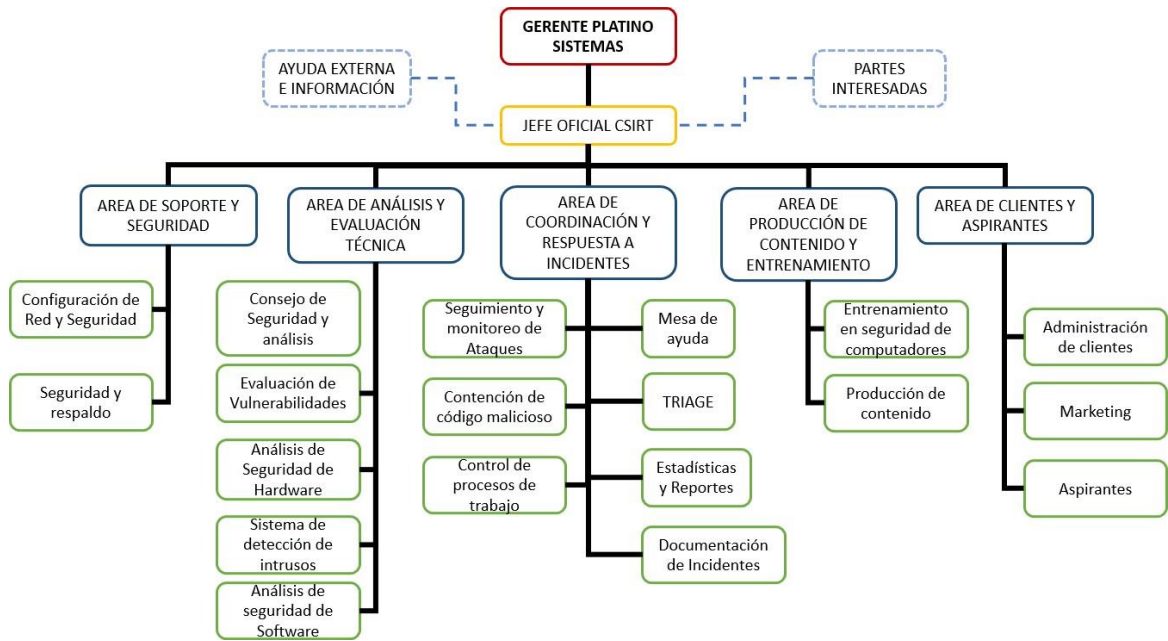 GERENTE PLATINO
SISTEMAS
AYUDA EXTERNA
E INFORMACIÓN
PARTES
INTERESADAS
JEFE OFICIAL CSIRT
AREA DE SOPORTE Y
SEGURIDAD
AREA DE ANÁLISIS Y
EVALUACIÓN
TÉCNICA
AREA DE
COORDINACIÓN Y
RESPUESTA A
INCIDENTES
AREA DE
PRODUCCIÓN DE
CONTENIDO Y
ENTRENAMIENTO
AREA DE CLIENTES Y
ASPIRANTES
Configuración de
Red y Seguridad
Seguridad y
respaldo
Consejo de
Seguridad y
análisis
Evaluación de
Vulnerabilidades
Análisis de
Seguridad de
Hardware
Sistema de
detección de
intrusos
Análisis de
seguridad de
Software
Seguimiento y
monitoreo de
Ataques
Contención de
código malicioso
Control de
procesos de
trabajo
Mesa de
ayuda
TRIAGE
Estadísticas
y Reportes
Documentación
de Incidentes
Entrenamiento
en seguridad de
computadores
Producción de
contenido
Administración
de clientes
Marketing
Aspirantes